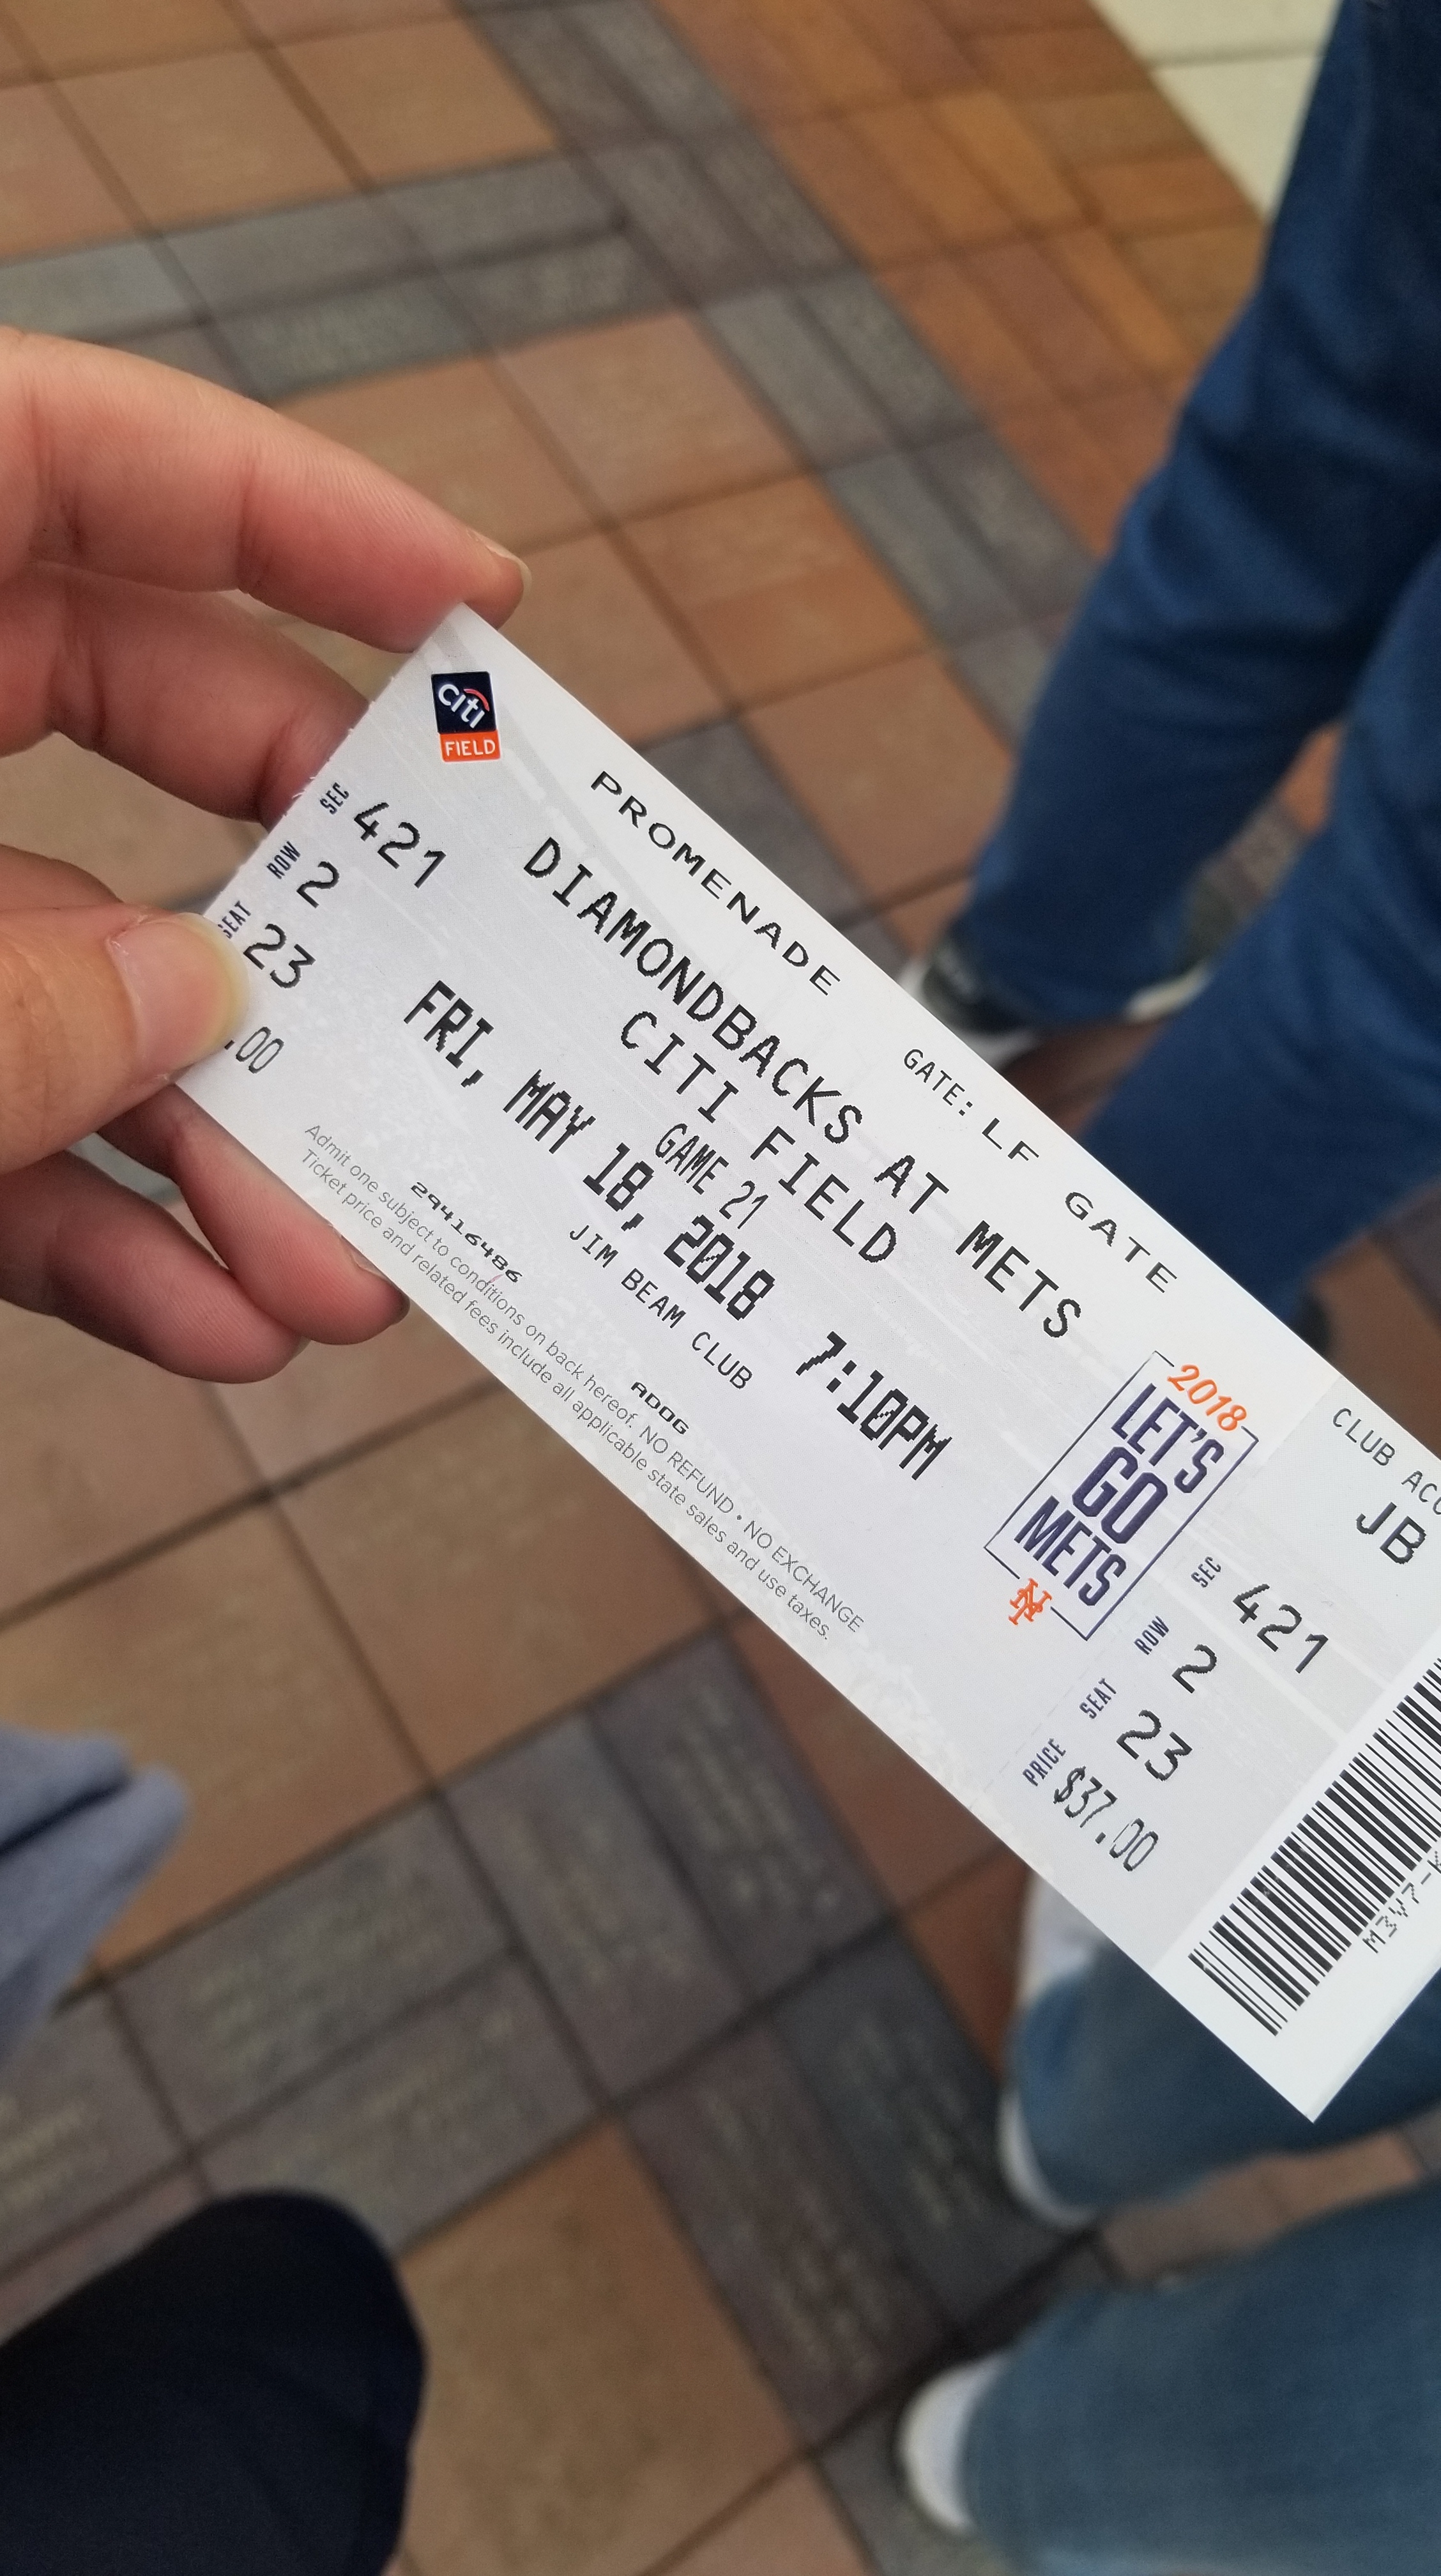 citi
FIELD
SEC 421
ROW 2
SEAT 23
.00
PROMENADE
GATE: LF GATE
DIAMONDBACKS AT METS
CITI FIELD
GAME 21
FRI, MAY 18, 2018 7:10PM
JIM BEAM CLUB
29416486
ADOG
Admit one subject to conditions on back hereof. NO REFUND • NO EXCHANGE
Ticket price and related fees include all applicable state sales and use taxes.
2018
LET'S
GO
METS
NY
CLUB
JB
SEC 421
ROW 2
SEAT 23
PRICE $37.00